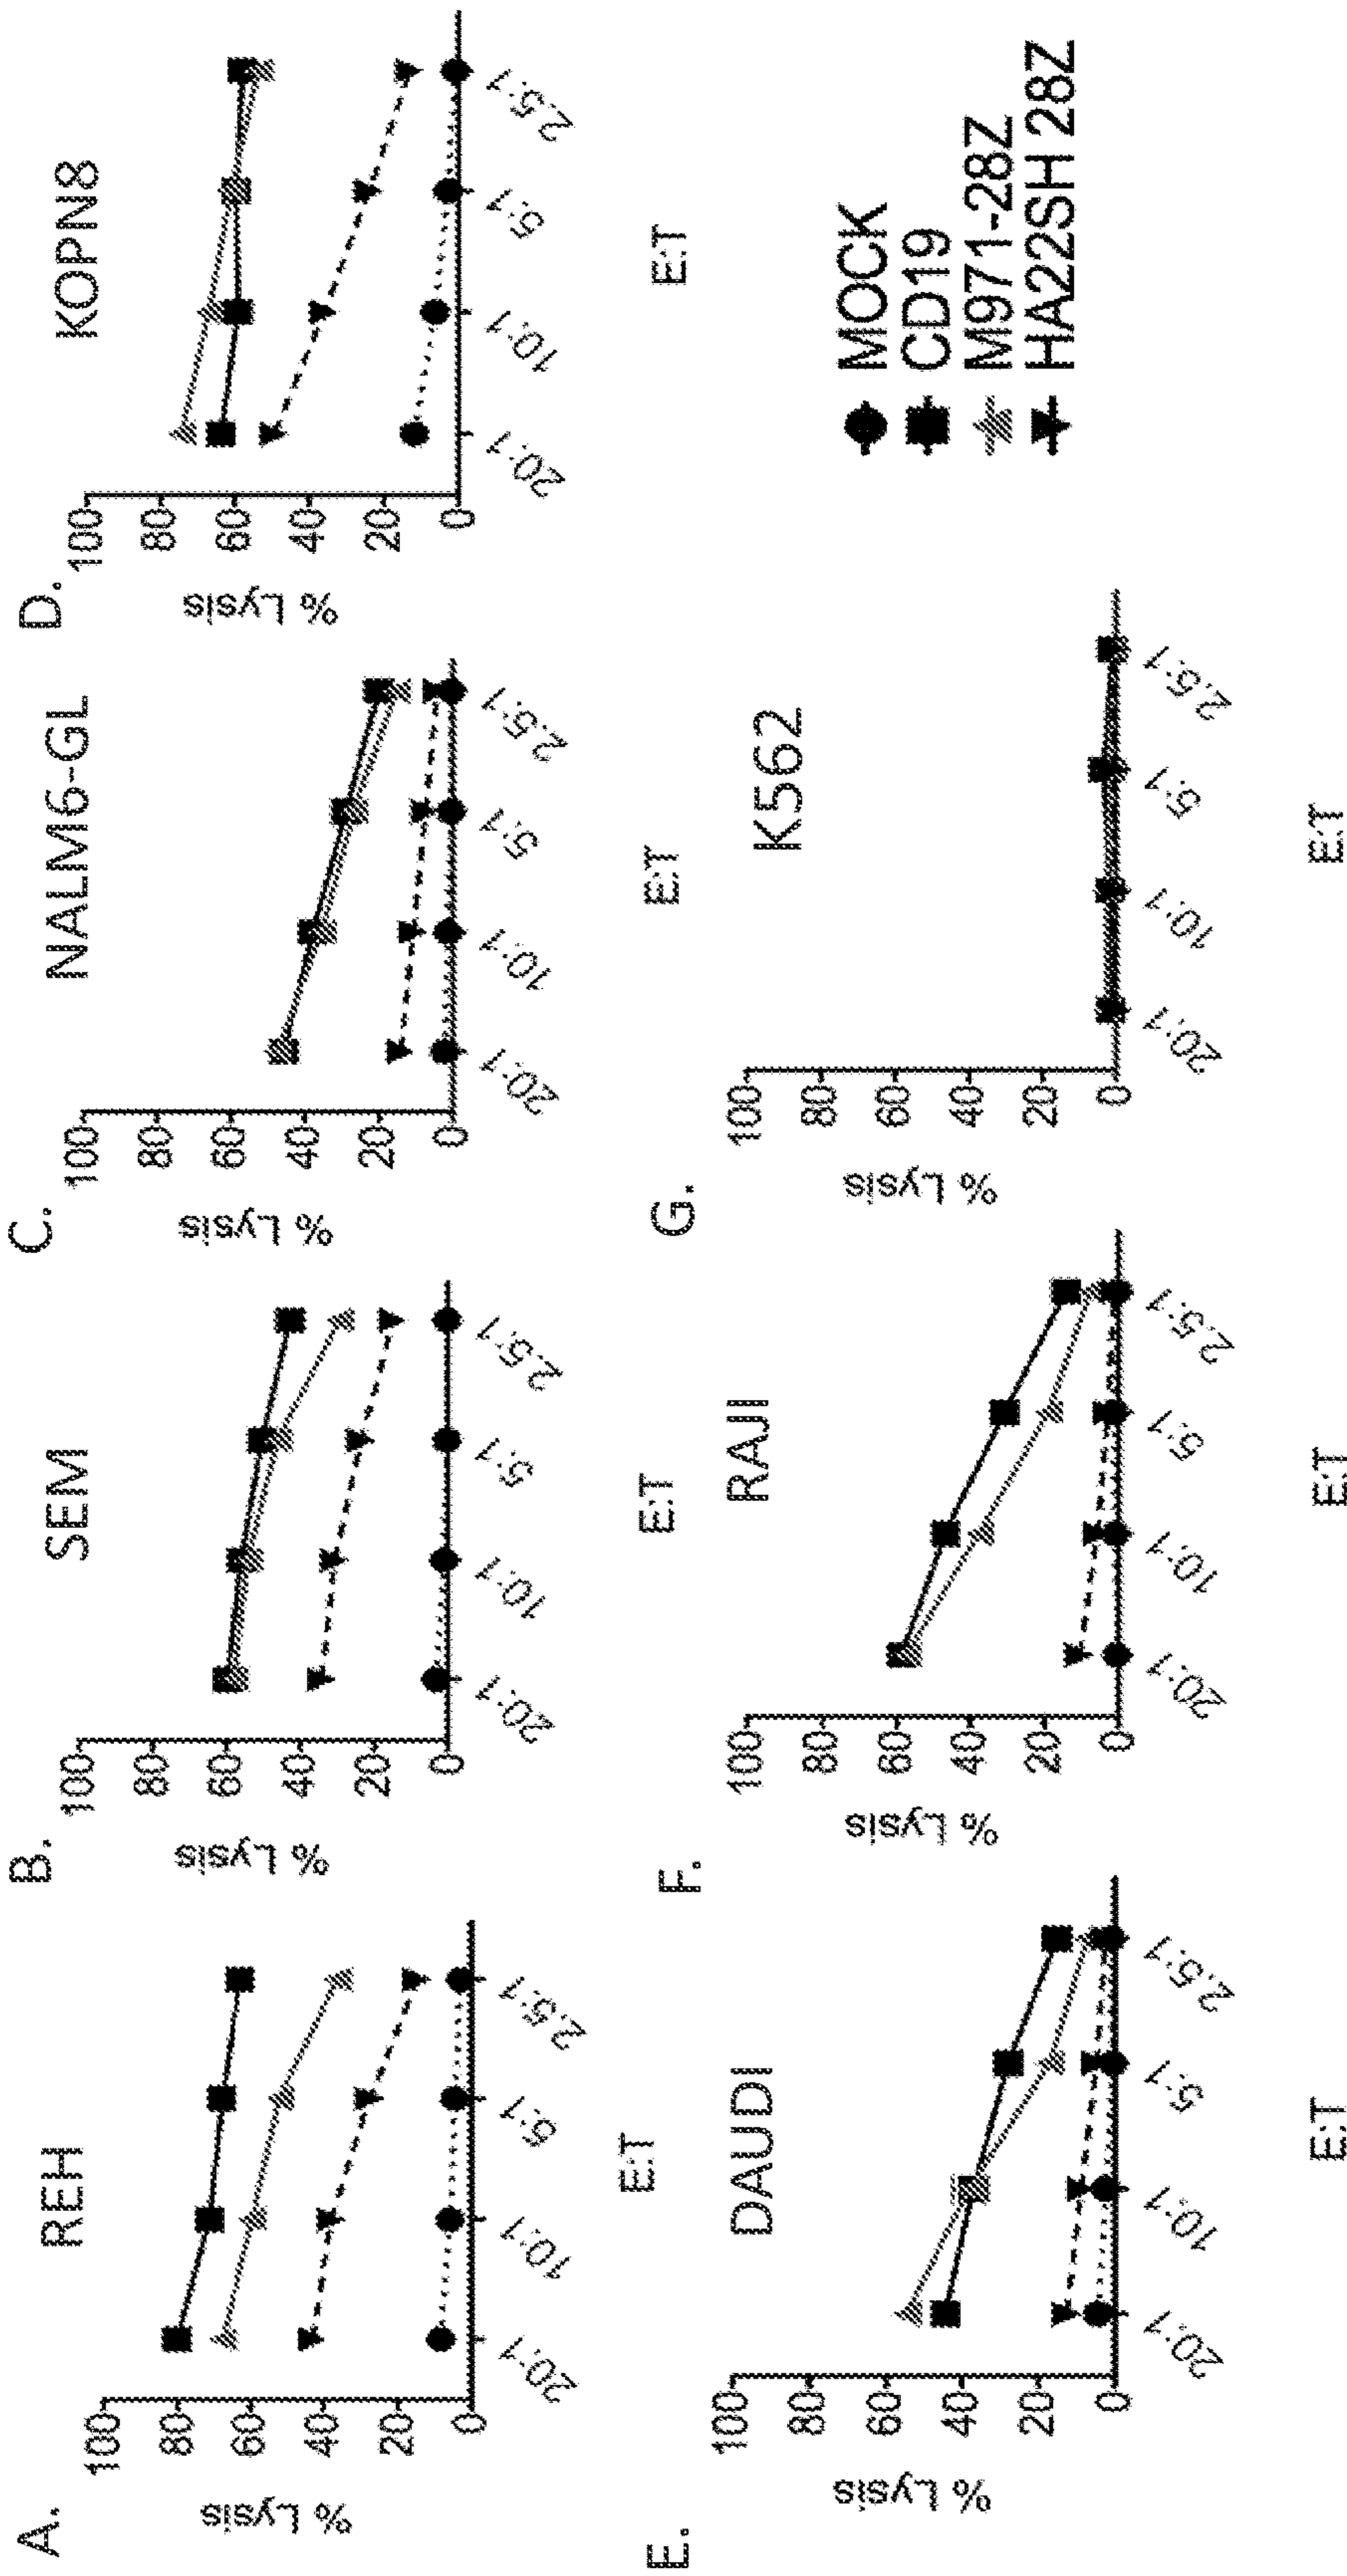 A.
REH
% Lysis
100
80
60
40
20
0
20:1
10:1
5:1
2.5:1
E:T
B.
SEM
% Lysis
100
80
60
40
20
0
20:1
10:1
5:1
2.5:1
E:T
C.
NALM6-GL
% Lysis
100
80
60
40
20
0
20:1
10:1
5:1
2.5:1
E:T
D.
KOPN8
% Lysis
100
80
60
40
20
0
20:1
10:1
5:1
2.5:1
E:T
E.
DAUDI
% Lysis
100
80
60
40
20
0
20:1
10:1
5:1
2.5:1
E:T
F.
RAJI
% Lysis
100
80
60
40
20
0
20:1
10:1
5:1
2.5:1
E:T
G.
K562
% Lysis
100
80
60
40
20
0
20:1
10:1
5:1
2.5:1
E:T
MOCK
CD19
M971-28Z
HA22SH 28Z